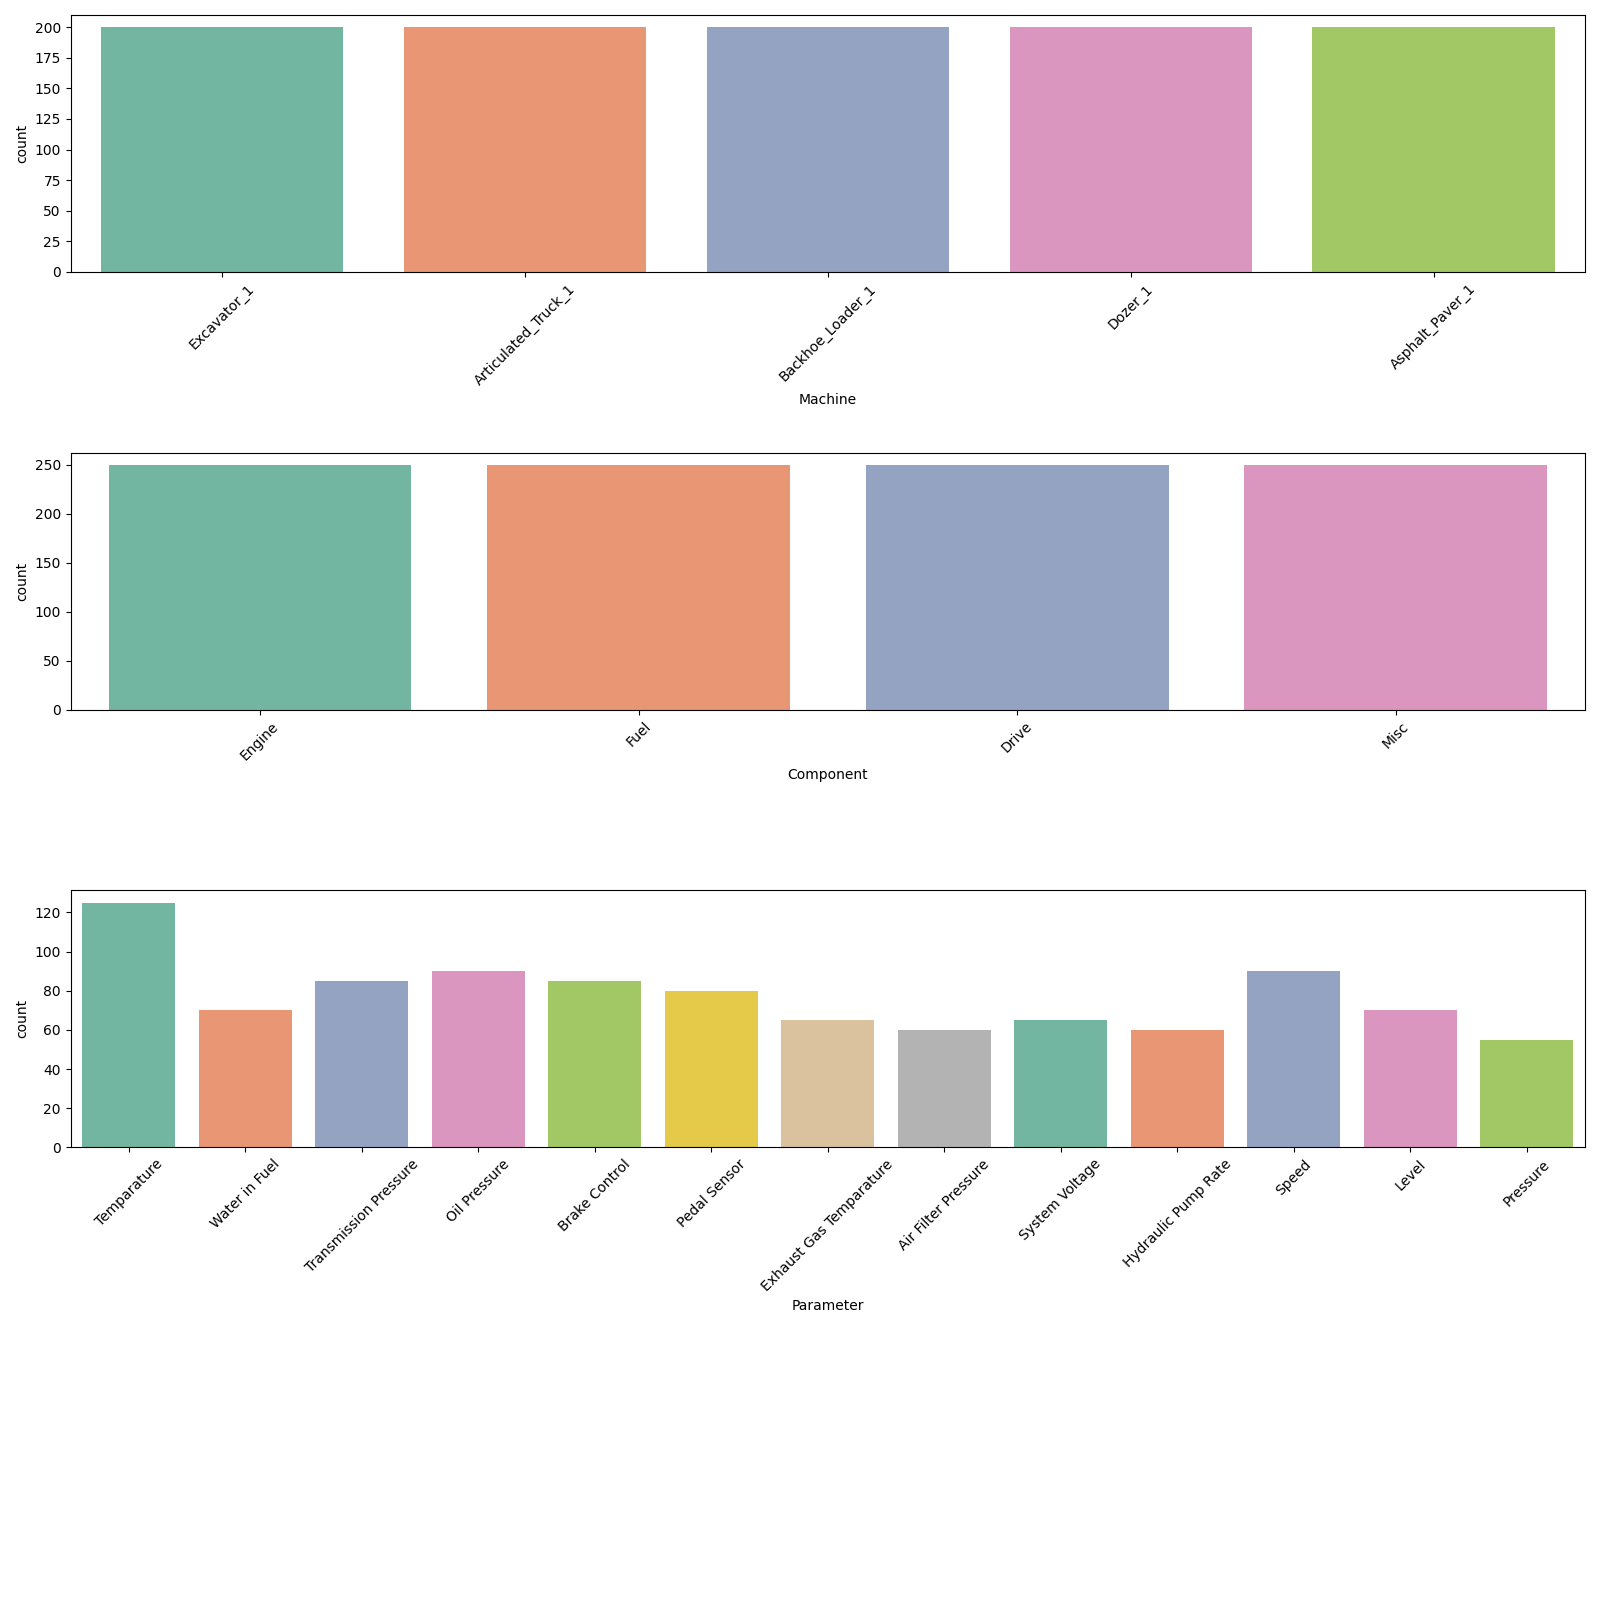 200
175
150
125
100
75
50
25
0
count
Excavator_1
Articulated_Truck_1
Backhoe_Loader_1
Dozer_1
Asphalt_Paver_1
Machine
250
200
150
100
50
0
count
Engine
Fuel
Drive
Misc
Component
120
100
80
60
40
20
0
count
Temparature
Water in Fuel
Transmission Pressure
Oil Pressure
Brake Control
Pedal Sensor
Exhaust Gas Temparature
Air Filter Pressure
System Voltage
Hydraulic Pump Rate
Speed
Level
Pressure
Parameter